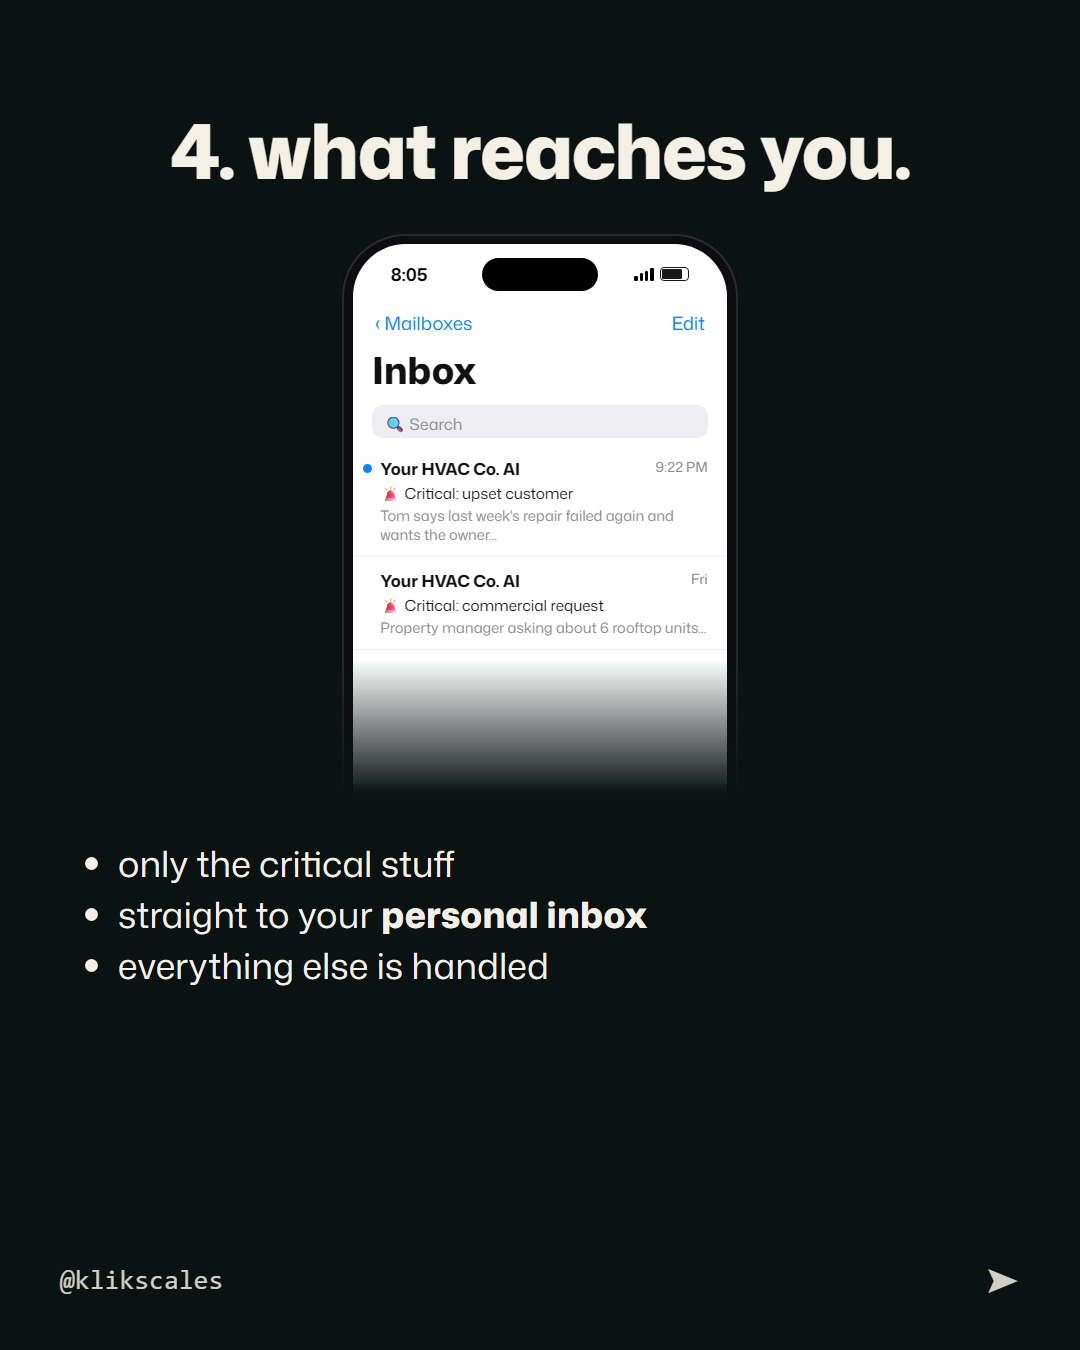 4. what reaches you.
8:05
‹ Mailboxes Edit
Inbox
🔍 Search
Your HVAC Co. AI 9:22 PM
🚨 Critical: upset customer
Tom says last week's repair failed again and
wants the owner...
Your HVAC Co. AI Fri
🚨 Critical: commercial request
Property manager asking about 6 rooftop units...
• only the critical stuff
• straight to your personal inbox
• everything else is handled
@klikscales